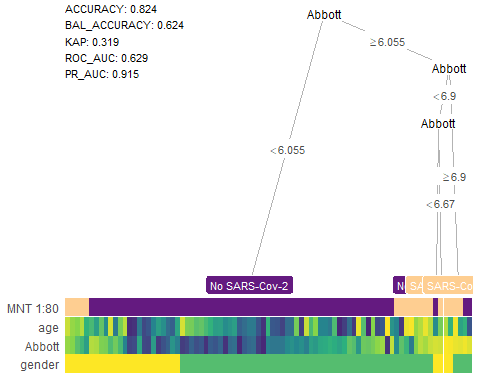 ACCURACY: 0.824
BAL_ACCURACY: 0.624
KAP: 0.319
ROC_AUC: 0.629
PR_AUC: 0.915
Abbott
≥6.055
Abbott
<6.9
Abbott
<6.055
≥6.9
<6.67
No SARS-Cov-2
N
SA
SARS-Co
MNT 1:80
age
Abbott
gender